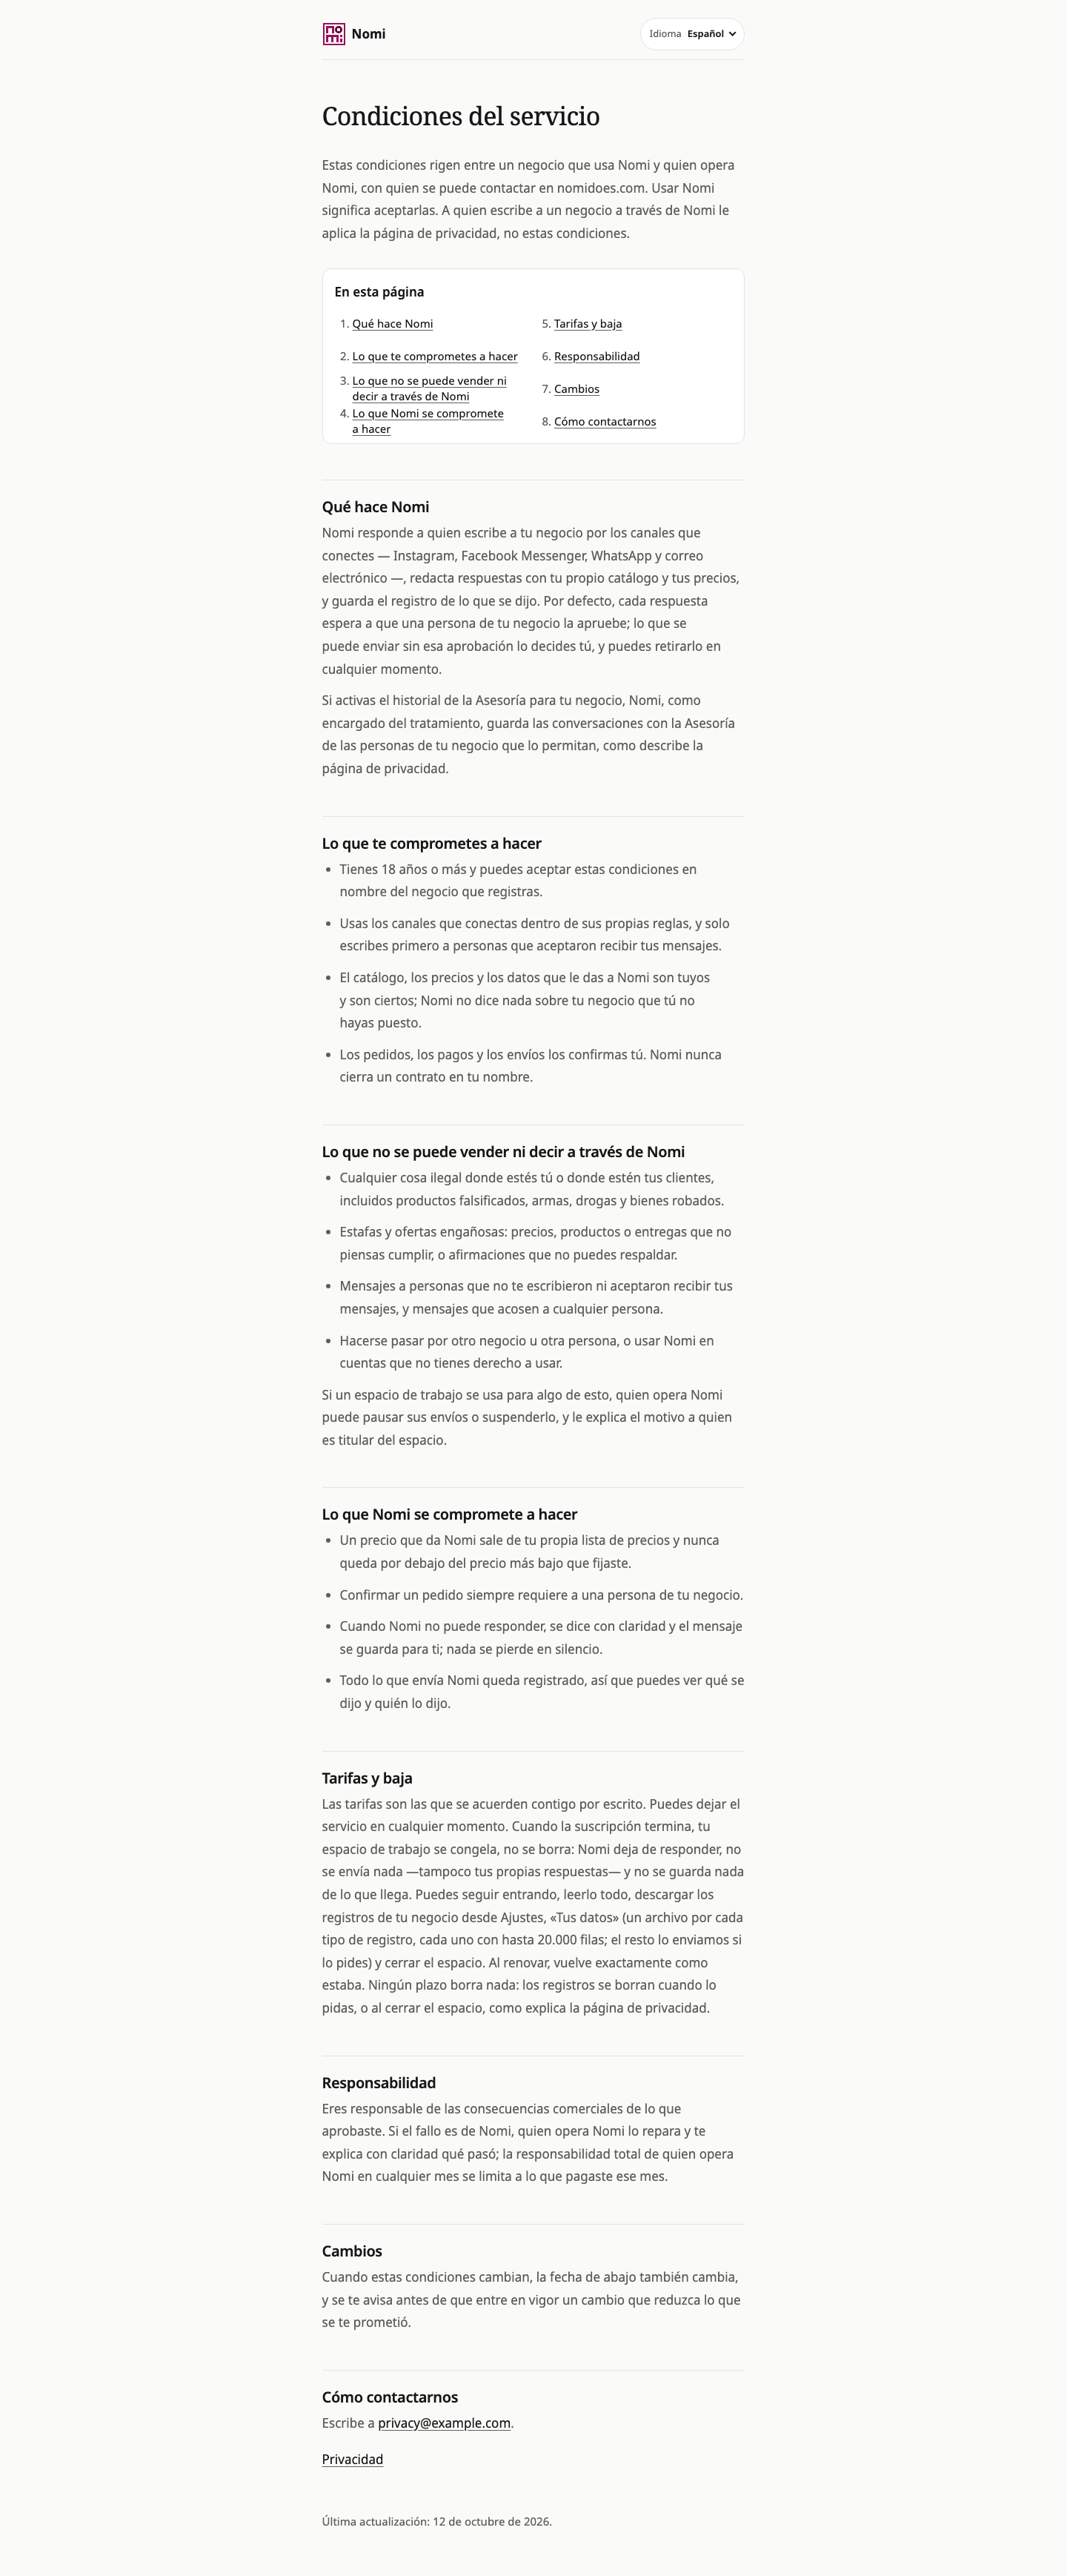 Nomi
Idioma Español
Condiciones del servicio
Estas condiciones rigen entre un negocio que usa Nomi y quien opera
Nomi, con quien se puede contactar en nomidoes.com. Usar Nomi
significa aceptarlas. A quien escribe a un negocio a través de Nomi le
aplica la página de privacidad, no estas condiciones.
En esta página
1. Qué hace Nomi
2. Lo que te comprometes a hacer
3. Lo que no se puede vender ni
decir a través de Nomi
4. Lo que Nomi se compromete
a hacer
5. Tarifas y baja
6. Responsabilidad
7. Cambios
8. Cómo contactarnos
Qué hace Nomi
Nomi responde a quien escribe a tu negocio por los canales que
conectes — Instagram, Facebook Messenger, WhatsApp y correo
electrónico —, redacta respuestas con tu propio catálogo y tus precios,
y guarda el registro de lo que se dijo. Por defecto, cada respuesta
espera a que una persona de tu negocio la apruebe; lo que se
puede enviar sin esa aprobación lo decides tú, y puedes retirarlo en
cualquier momento.
Si activas el historial de la Asesoría para tu negocio, Nomi, como
encargado del tratamiento, guarda las conversaciones con la Asesoría
de las personas de tu negocio que lo permitan, como describe la
página de privacidad.
Lo que te comprometes a hacer
• Tienes 18 años o más y puedes aceptar estas condiciones en
nombre del negocio que registras.
• Usas los canales que conectas dentro de sus propias reglas, y solo
escribes primero a personas que aceptaron recibir tus mensajes.
• El catálogo, los precios y los datos que le das a Nomi son tuyos
y son ciertos; Nomi no dice nada sobre tu negocio que tú no
hayas puesto.
• Los pedidos, los pagos y los envíos los confirmas tú. Nomi nunca
cierra un contrato en tu nombre.
Lo que no se puede vender ni decir a través de Nomi
• Cualquier cosa ilegal donde estés tú o donde estén tus clientes,
incluidos productos falsificados, armas, drogas y bienes robados.
• Estafas y ofertas engañosas: precios, productos o entregas que no
piensas cumplir, o afirmaciones que no puedes respaldar.
• Mensajes a personas que no te escribieron ni aceptaron recibir tus
mensajes, y mensajes que acosen a cualquier persona.
• Hacerse pasar por otro negocio u otra persona, o usar Nomi en
cuentas que no tienes derecho a usar.
Si un espacio de trabajo se usa para algo de esto, quien opera Nomi
puede pausar sus envíos o suspenderlo, y le explica el motivo a quien
es titular del espacio.
Lo que Nomi se compromete a hacer
• Un precio que da Nomi sale de tu propia lista de precios y nunca
queda por debajo del precio más bajo que fijaste.
• Confirmar un pedido siempre requiere a una persona de tu negocio.
• Cuando Nomi no puede responder, se dice con claridad y el mensaje
se guarda para ti; nada se pierde en silencio.
• Todo lo que envía Nomi queda registrado, así que puedes ver qué se
dijo y quién lo dijo.
Tarifas y baja
Las tarifas son las que se acuerden contigo por escrito. Puedes dejar el
servicio en cualquier momento. Cuando la suscripción termina, tu
espacio de trabajo se congela, no se borra: Nomi deja de responder, no
se envía nada —tampoco tus propias respuestas— y no se guarda nada
de lo que llega. Puedes seguir entrando, leerlo todo, descargar los
registros de tu negocio desde Ajustes, «Tus datos» (un archivo por cada
tipo de registro, cada uno con hasta 20.000 filas; el resto lo enviamos si
lo pides) y cerrar el espacio. Al renovar, vuelve exactamente como
estaba. Ningún plazo borra nada: los registros se borran cuando lo
pidas, o al cerrar el espacio, como explica la página de privacidad.
Responsabilidad
Eres responsable de las consecuencias comerciales de lo que
aprobaste. Si el fallo es de Nomi, quien opera Nomi lo repara y te
explica con claridad qué pasó; la responsabilidad total de quien opera
Nomi en cualquier mes se limita a lo que pagaste ese mes.
Cambios
Cuando estas condiciones cambian, la fecha de abajo también cambia,
y se te avisa antes de que entre en vigor un cambio que reduzca lo que
se te prometió.
Cómo contactarnos
Escribe a privacy@example.com.
Privacidad
Última actualización: 12 de octubre de 2026.